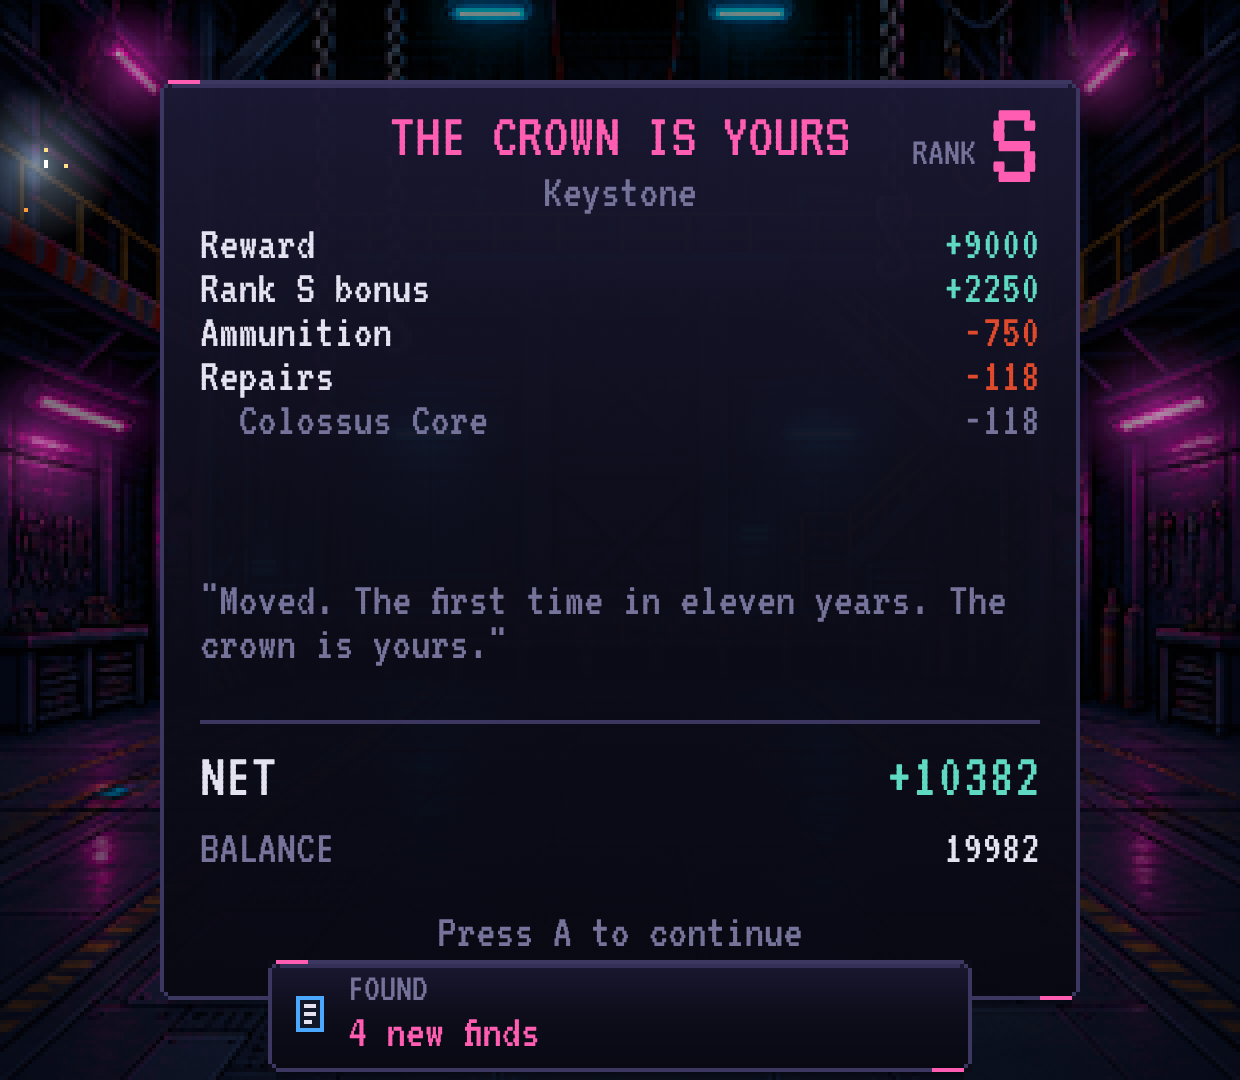 THE CROWN IS YOURS
RANK S
Keystone
Reward +9000
Rank S bonus +2250
Ammunition -750
Repairs -118
Colossus Core -118
"Moved. The first time in eleven years. The
crown is yours."
NET +10382
BALANCE 19982
Press A to continue
FOUND
4 new finds